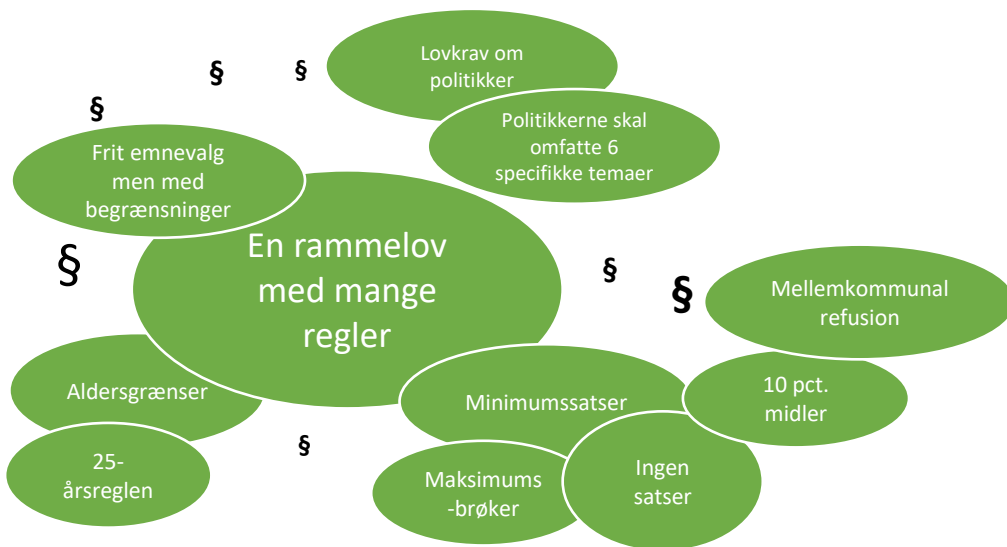 §
§
§
Lovkrav om
politikker
Politikkerne skal
omfatte 6
specifikke temaer
Frit emnevalg
men med
begrænsninger
§
En rammelov
med mange
regler
§
§
Mellemkommunal
refusion
Aldersgrænser
Minimumssatser
10 pct.
midler
25-
årsreglen
§
Maksimums
-brøker
Ingen
satser